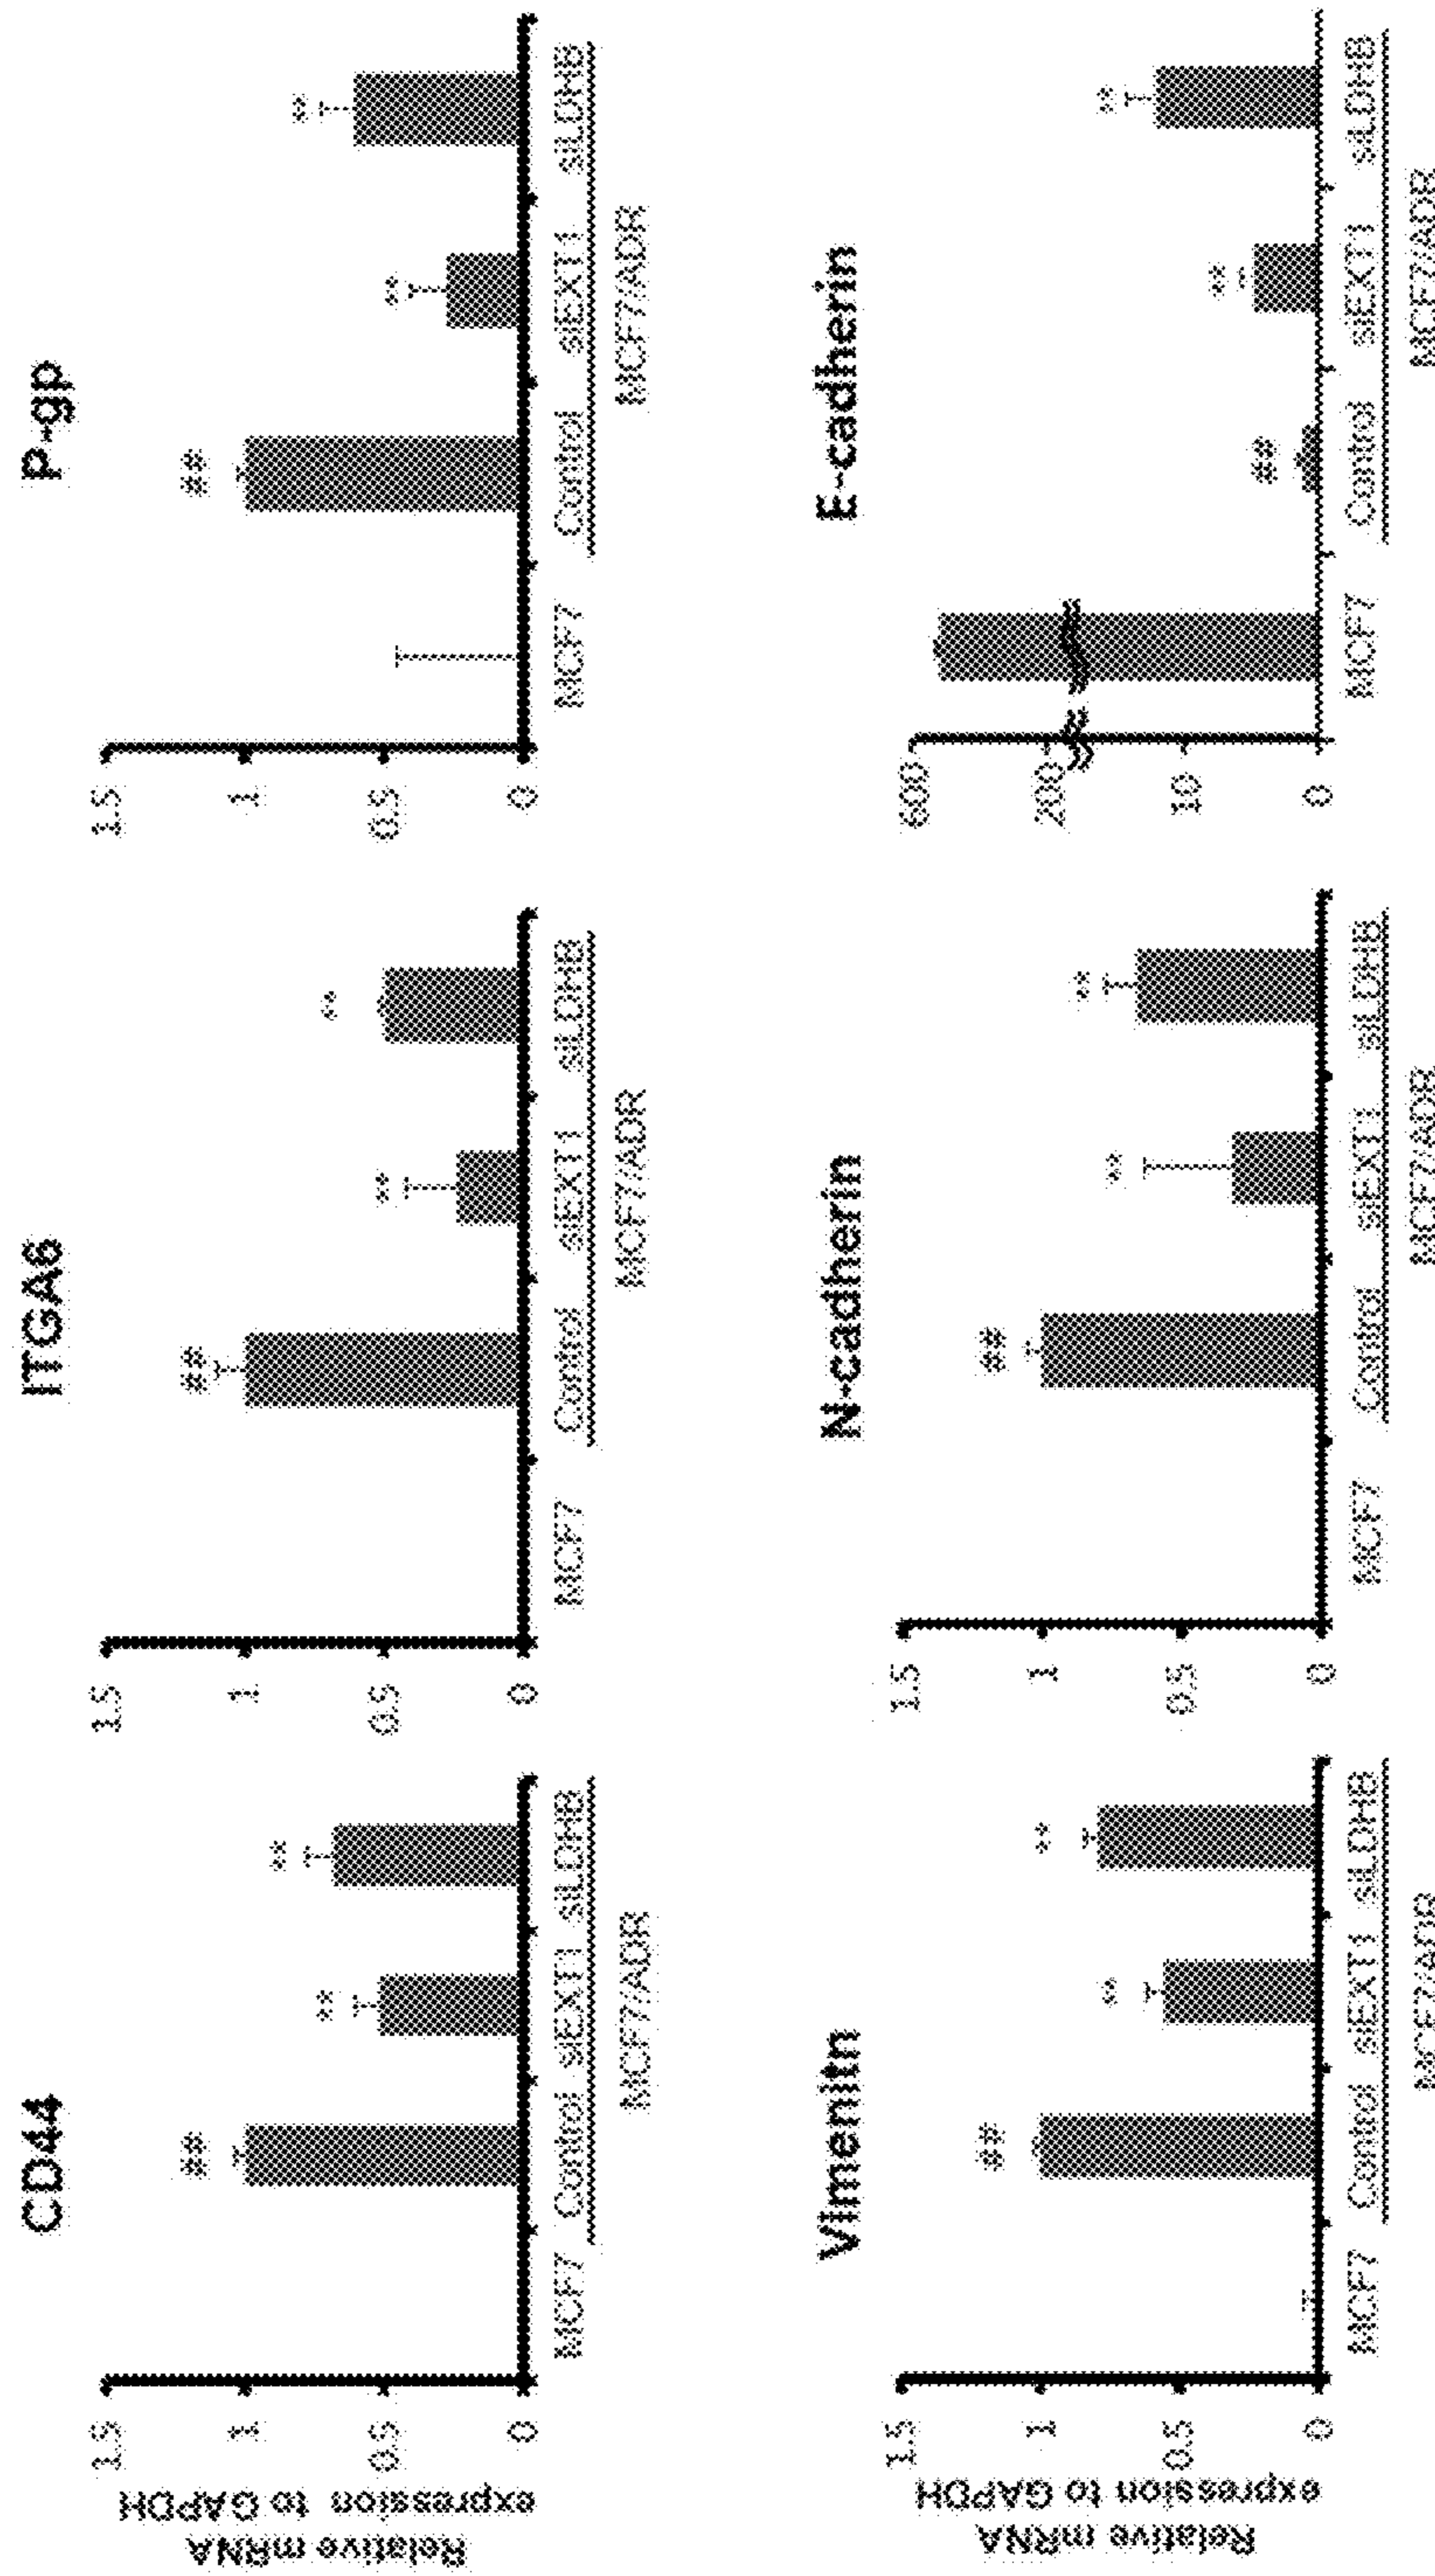 CD44
Relative mRNA
expression to GAPDH
1.5
1
0.5
0
##
**
**
MCF7 Control siEXT1 siLDHB
MCF7/ADR
ITGA6
1.5
1
0.5
0
##
**
**
MCF7 Control siEXT1 siLDHB
MCF7/ADR
P-gp
1.5
1
0.5
0
##
**
**
MCF7 Control siEXT1 siLDHB
MCF7/ADR
Vimenitn
Relative mRNA
expression to GAPDH
1.5
1
0.5
0
##
**
**
MCF7 Control siEXT1 siLDHB
MCF7/ADR
N-cadherin
1.5
1
0.5
0
##
**
**
MCF7 Control siEXT1 siLDHB
MCF7/ADR
E-cadherin
600
200
10
0
##
**
**
MCF7 Control siEXT1 siLDHB
MCF7/ADR